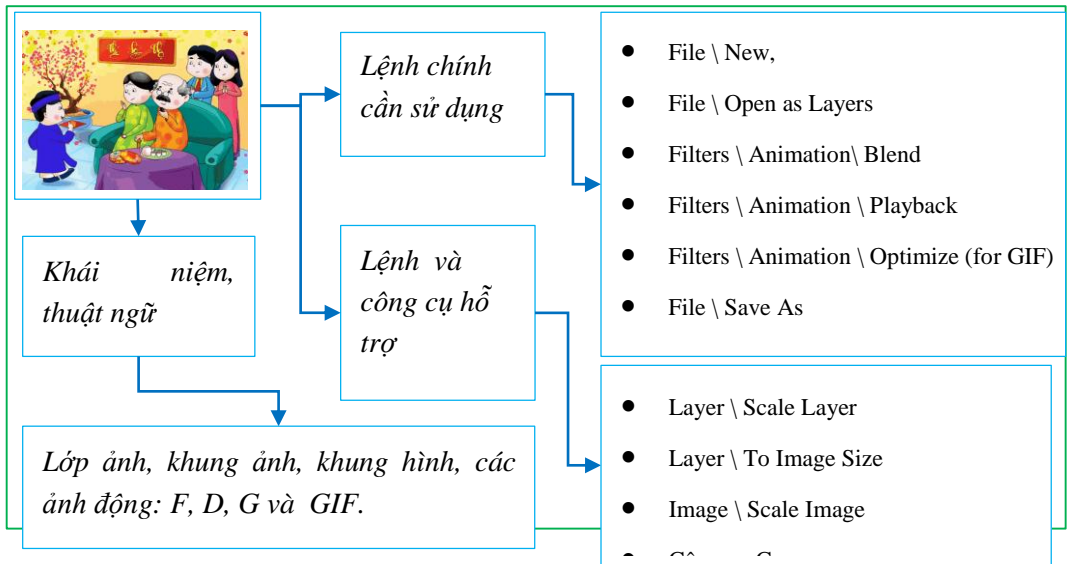 Lệnh chính
cần sử dụng
File \ New,
File \ Open as Layers
Filters \ Animation\ Blend
Filters \ Animation \ Playback
Filters \ Animation \ Optimize (for GIF)
File \ Save As
Khái niệm,
thuật ngữ
Lệnh và
công cụ hỗ
trợ
Lớp ảnh, khung ảnh, khung hình, các
ảnh động: F, D, G và GIF.
Layer \ Scale Layer
Layer \ To Image Size
Image \ Scale Image